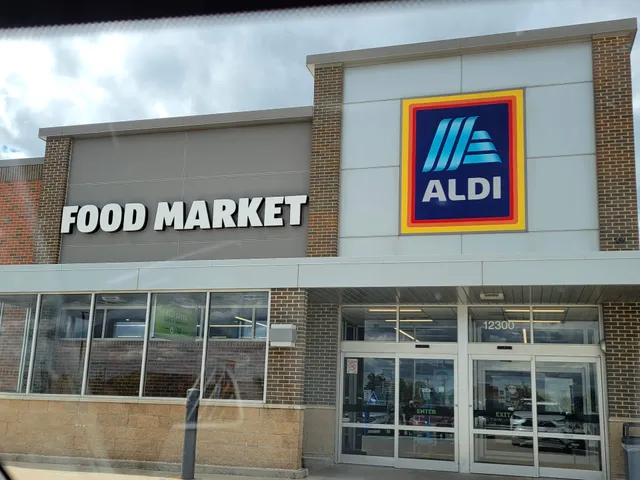 FOOD MARKET
ALDI
12300
ENTER
EXIT